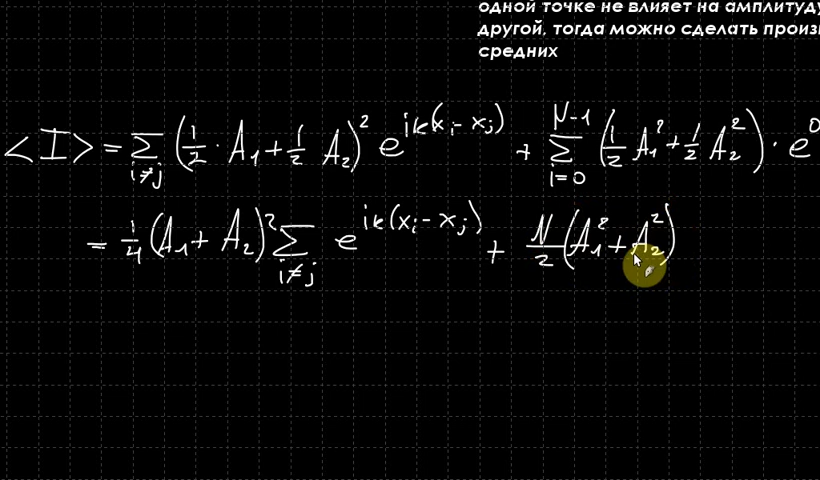 одной точке не влияет на амплитуду
другой, тогда можно сделать произв
средних
<I> = Σ_{i≠j} (1/2 · A₁ + 1/2 A₂)² e^{ik(x_i - x_j)} + Σ_{i=0}^{N-1} (1/2 A₁² + 1/2 A₂²) · e⁰
= 1/4 (A₁ + A₂)² Σ_{i≠j} e^{ik(x_i - x_j)} + N/2 (A₁² + A₂²)